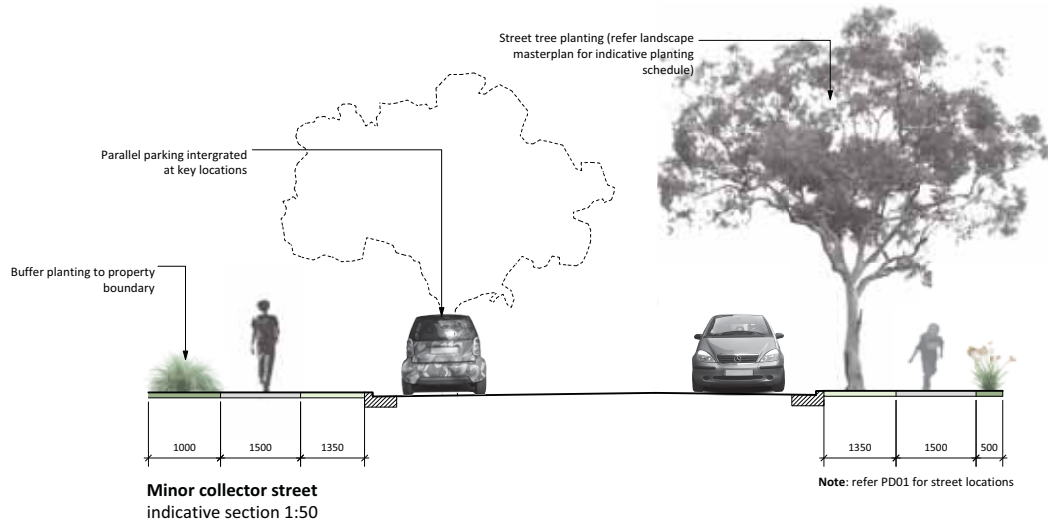 Street tree planting (refer landscape
masterplan for indicative planting
schedule)
Parallel parking intergrated
at key locations
Buffer planting to property
boundary
1000
1500
1350
1350
1500
500
Minor collector street
indicative section 1:50
Note: refer PD01 for street locations